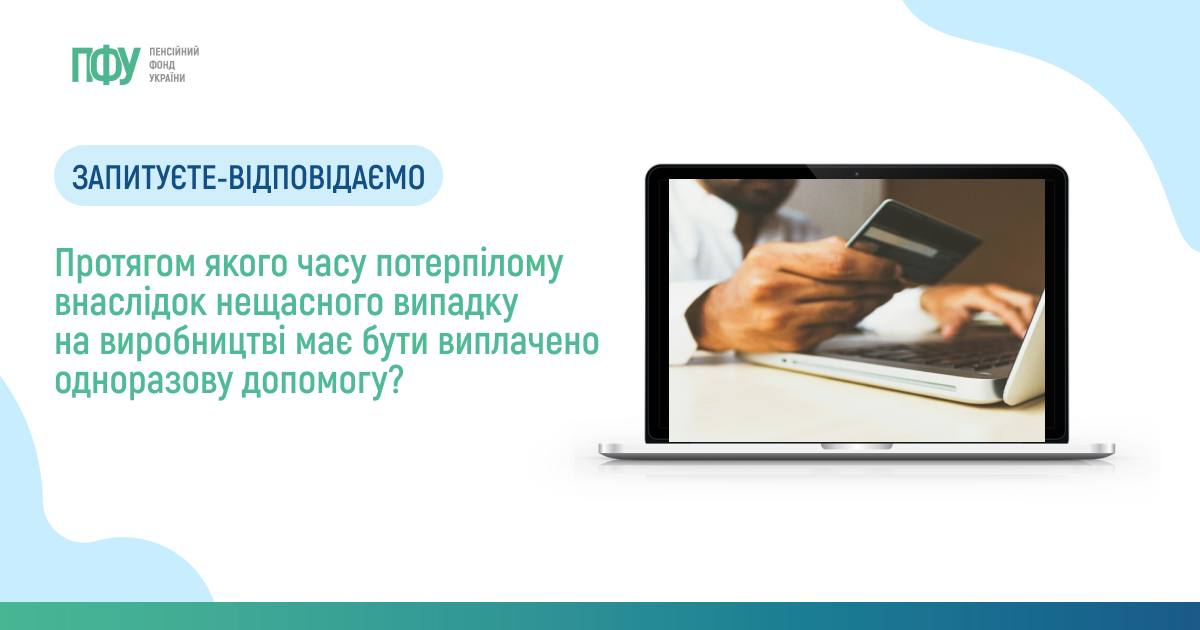 ПФУ
ПЕНСІЙНИЙ
ФОНД
УКРАЇНИ
ЗАПИТУЄТЕ-ВІДПОВІДАЄМО
Протягом якого часу потерпілому
внаслідок нещасного випадку
на виробництві має бути виплачено
одноразову допомогу?